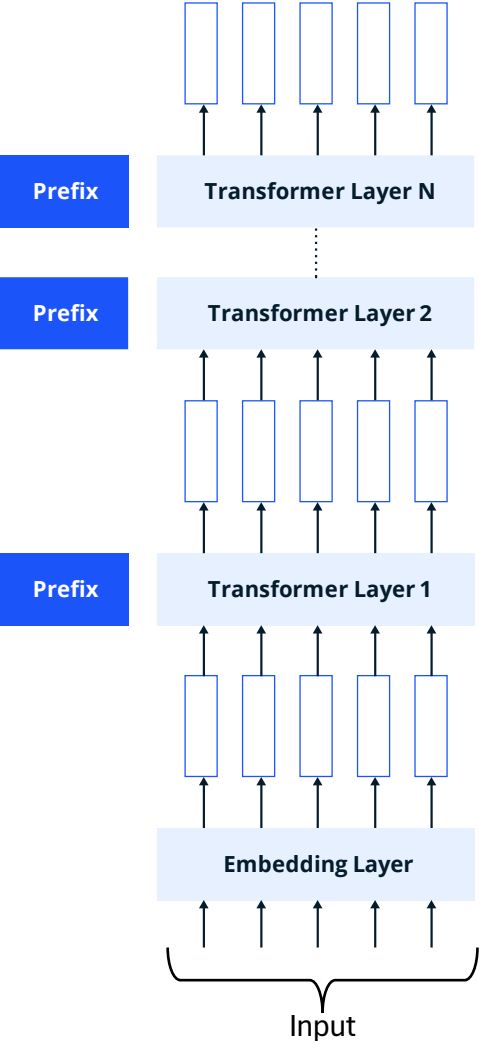 Prefix Transformer Layer N
Prefix Transformer Layer 2
Prefix Transformer Layer 1
Embedding Layer
Input